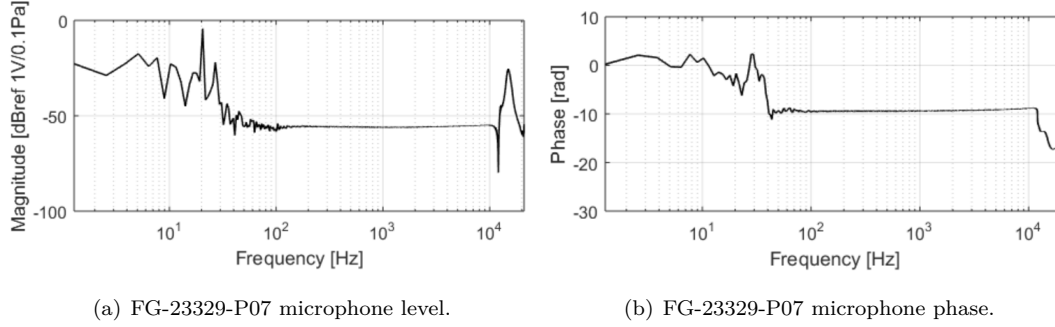 Magnitude [dBref 1V/0.1Pa]
0
-50
-100
10^1
10^2
10^3
10^4
Frequency [Hz]
(a) FG-23329-P07 microphone level.
Phase [rad]
10
0
-10
-20
-30
10^1
10^2
10^3
10^4
Frequency [Hz]
(b) FG-23329-P07 microphone phase.